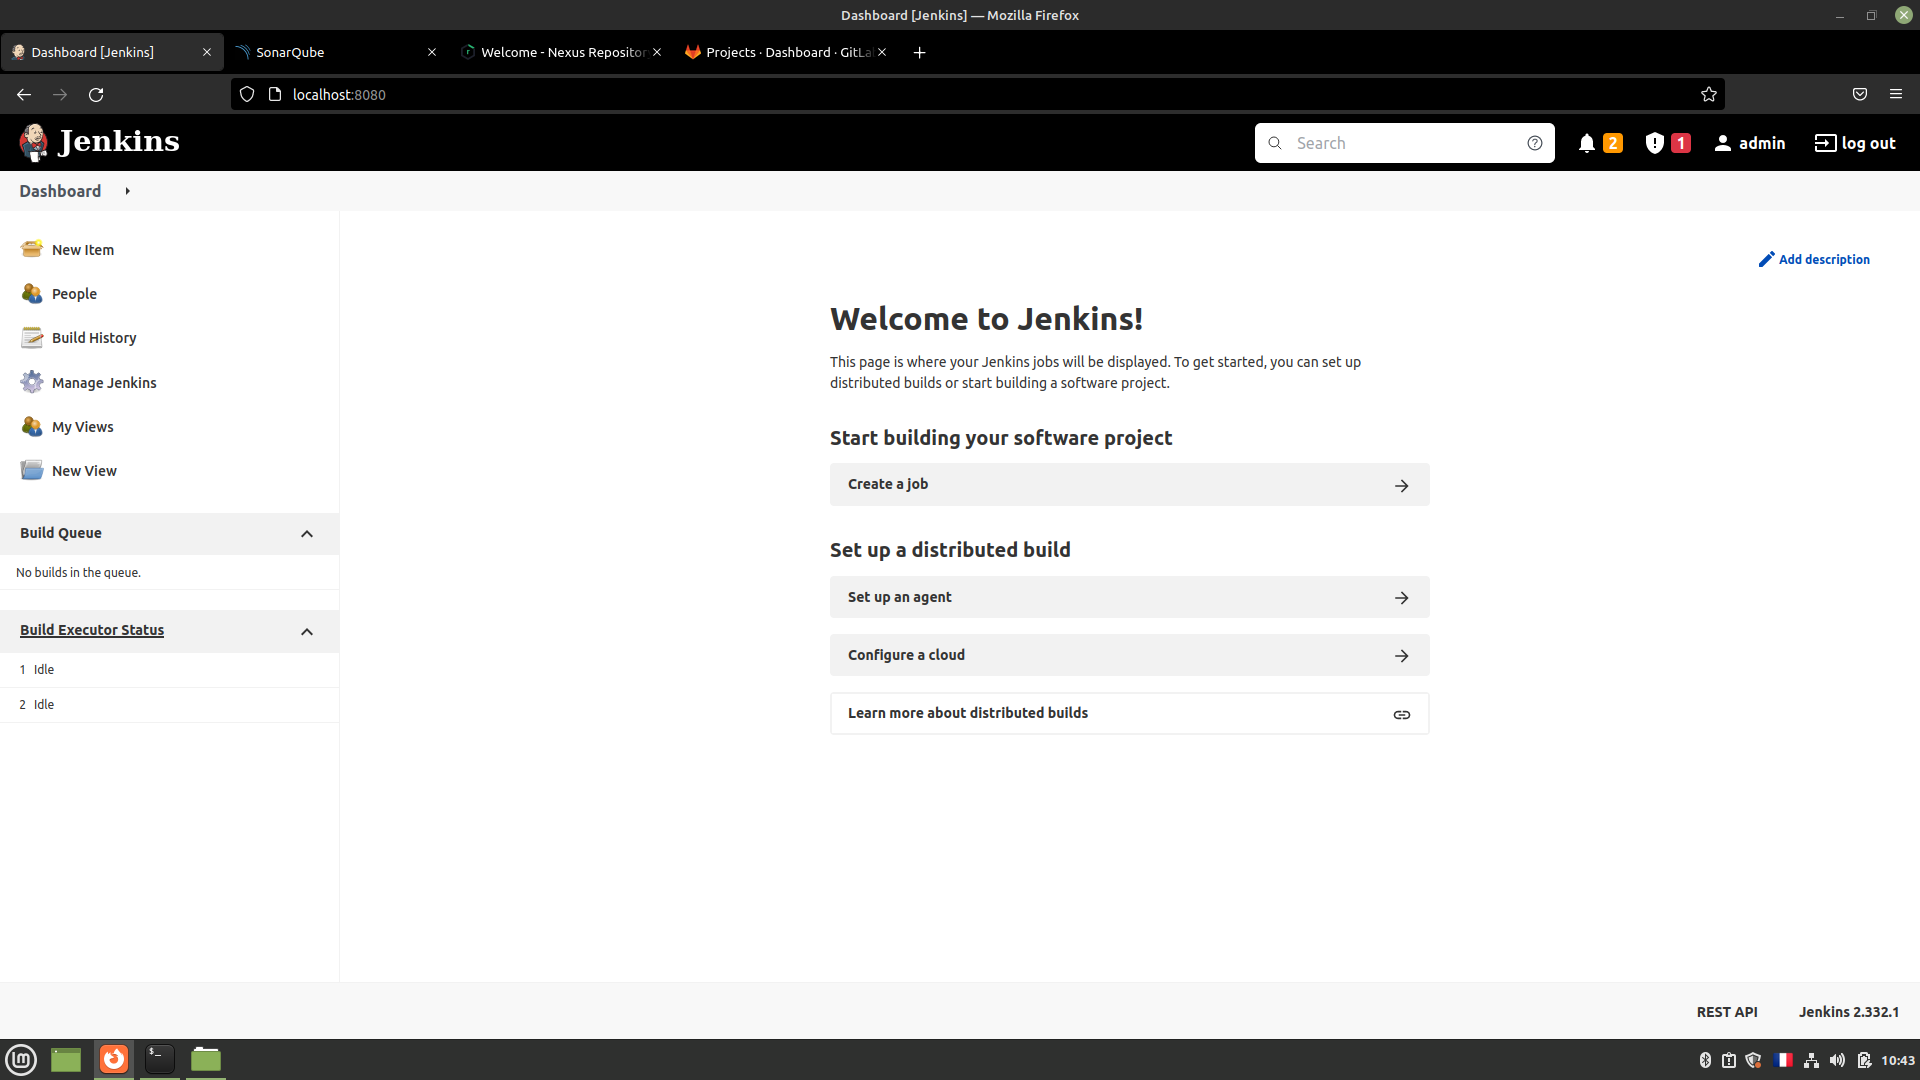 Dashboard [Jenkins] — Mozilla Firefox
Dashboard [Jenkins]
SonarQube
Welcome - Nexus Repositor
Projects · Dashboard · GitLa
localhost:8080
Jenkins
Search
2
1
admin
log out
Dashboard
New Item
People
Build History
Manage Jenkins
My Views
New View
Build Queue
No builds in the queue.
Build Executor Status
1 Idle
2 Idle
Add description
Welcome to Jenkins!
This page is where your Jenkins jobs will be displayed. To get started, you can set up
distributed builds or start building a software project.
Start building your software project
Create a job
Set up a distributed build
Set up an agent
Configure a cloud
Learn more about distributed builds
REST API
Jenkins 2.332.1
10:43